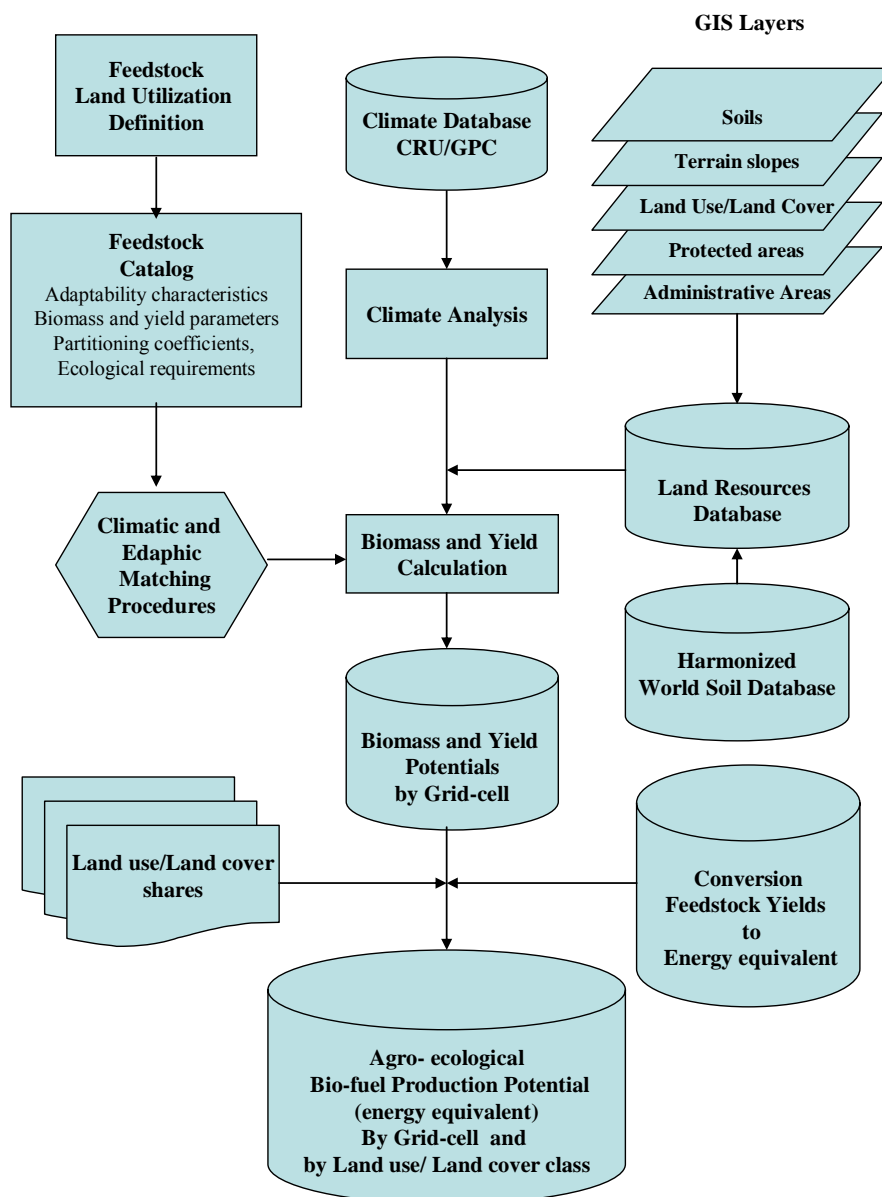 GIS Layers
Feedstock
Land Utilization
Definition
Climate Database
CRU/GPC
Soils
Terrain slopes
Land Use/Land Cover
Protected areas
Administrative Areas
Feedstock
Catalog
Adaptability characteristics
Biomass and yield parameters
Partitioning coefficients,
Ecological requirements
Climate Analysis
Land Resources
Database
Climatic and
Edaphic
Matching
Procedures
Biomass and Yield
Calculation
Harmonized
World Soil Database
Biomass and Yield
Potentials
by Grid-cell
Land use/Land cover
shares
Conversion
Feedstock Yields
to
Energy equivalent
Agro- ecological
Bio-fuel Production Potential
(energy equivalent)
By Grid-cell and
by Land use/ Land cover class